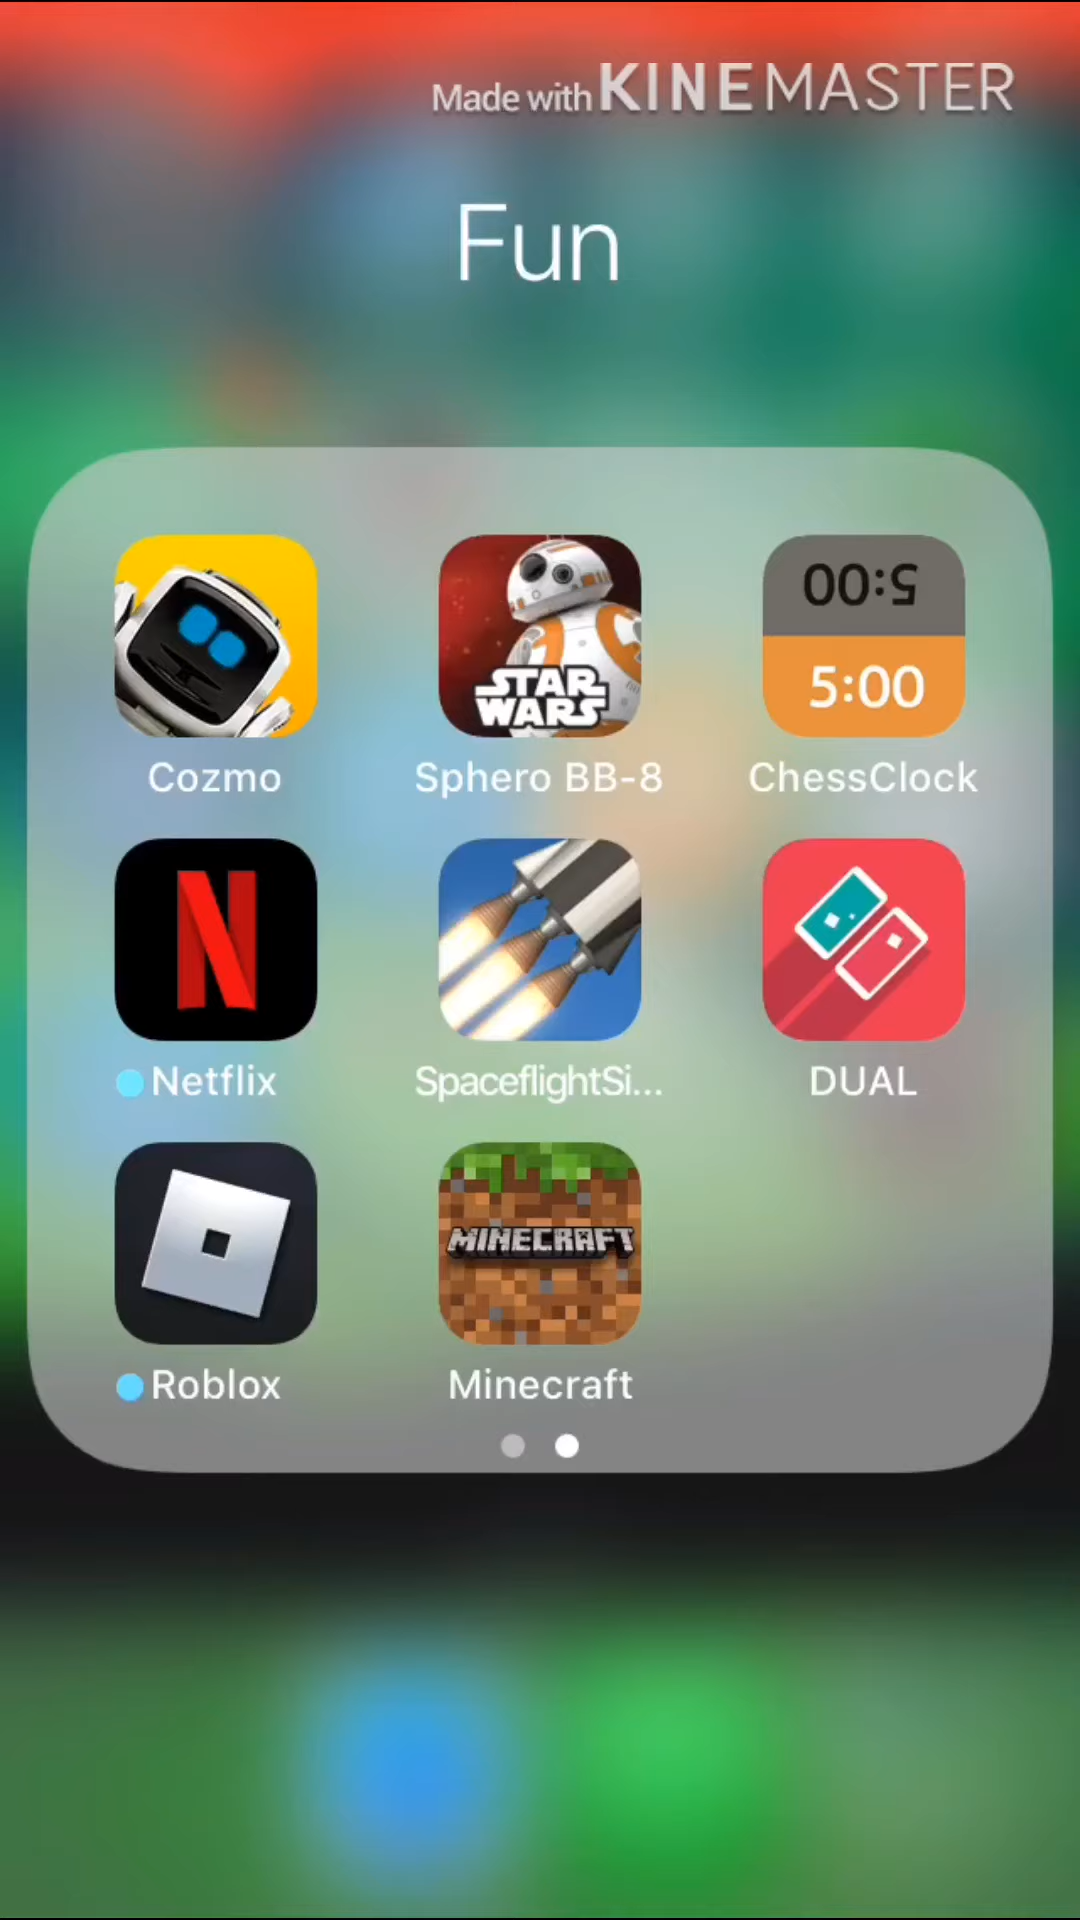 Made with KINEMASTER
Fun
00:5
5:00
STAR
WARS
Cozmo
Sphero BB-8
ChessClock
N
Netflix
SpaceflightSi...
DUAL
MINECRAFT
Roblox
Minecraft